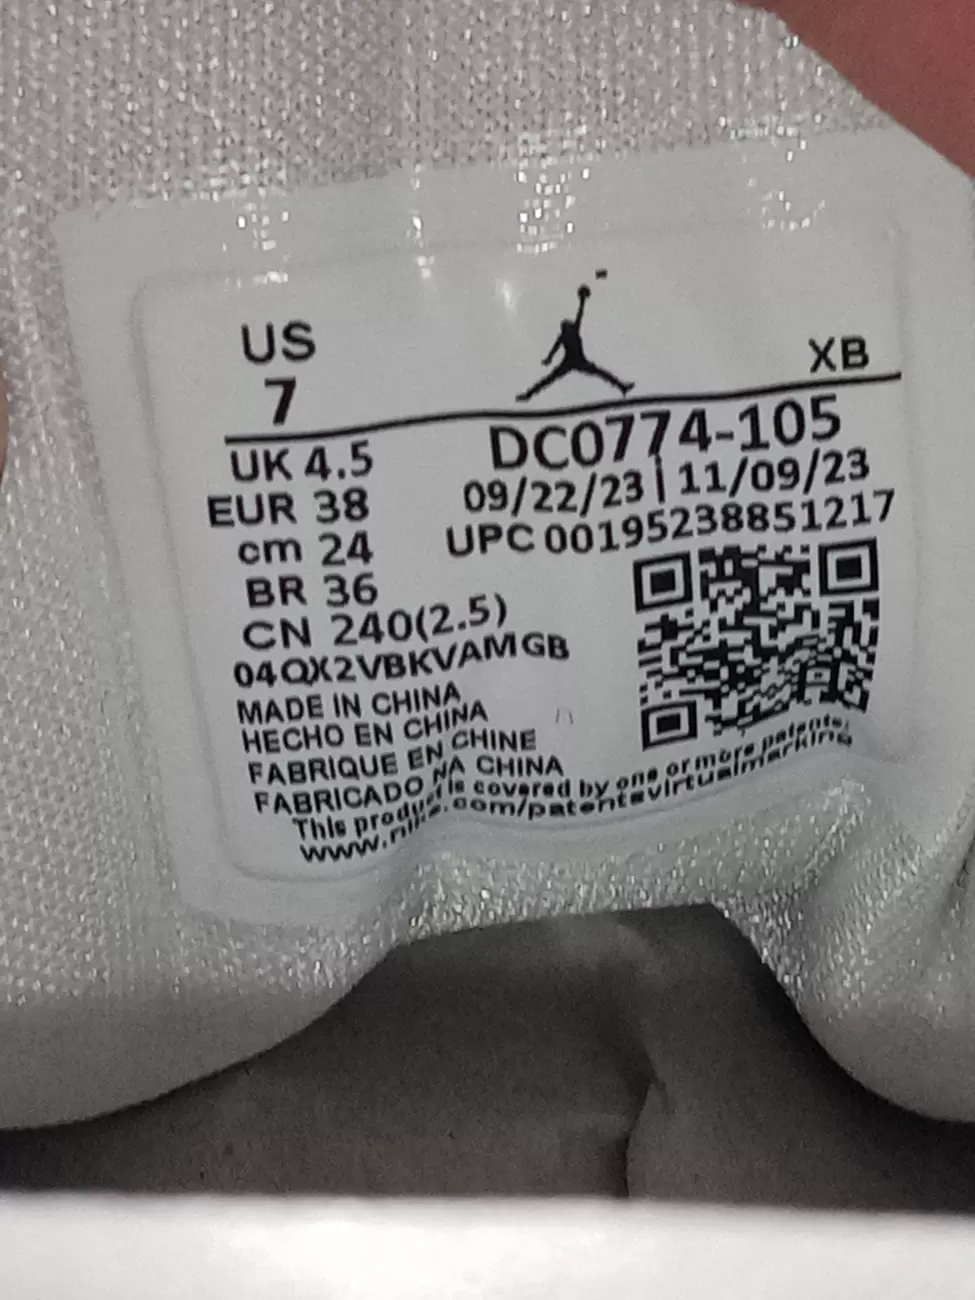 US
XB
7
UK 4.5
DC0774-105
EUR 38
09/22/23 | 11/09/23
cm 24
UPC 00195238851217
BR 36
CN 240(2.5)
04QX2VBKVAMGB
MADE IN CHINA
HECHO EN CHINA
FABRIQUE EN CHINE
FABRICADO NA CHINA
This product is covered by one or more patents;
.com/patentsvirtualmarking